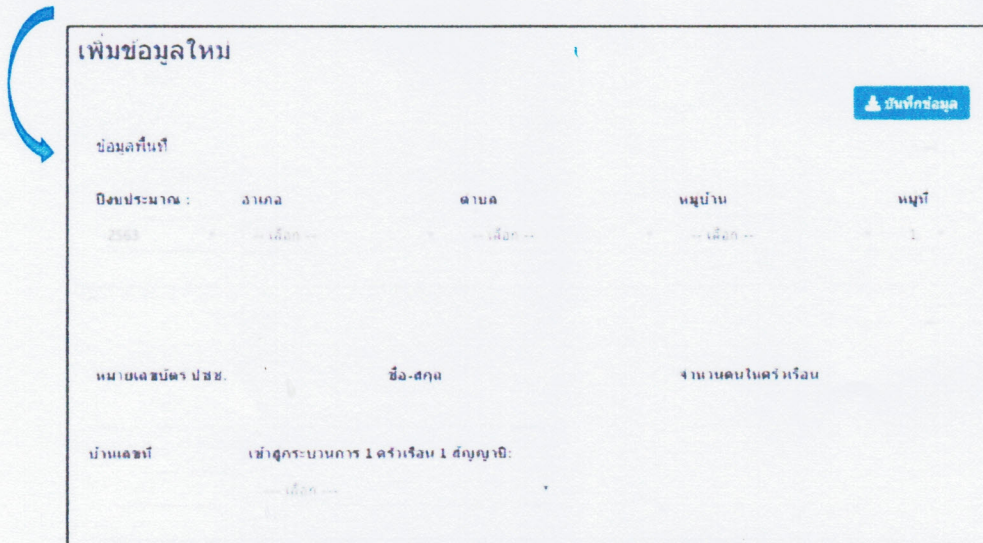 เพิ่มข้อมูลใหม่
บันทึกข้อมูล
ข้อมูลพื้นที่
ปีงบประมาณ : อำเภอ ตำบล หมู่บ้าน หมู่ที่
2563 -- เลือก -- -- เลือก -- -- เลือก -- 1
หมายเลขบัตร ปชช. ชื่อ-สกุล จำนวนคนในครัวเรือน
บ้านเลขที่ เข้าสู่กระบวนการ 1 ครัวเรือน 1 สัญญาปี:
--- เลือก ---